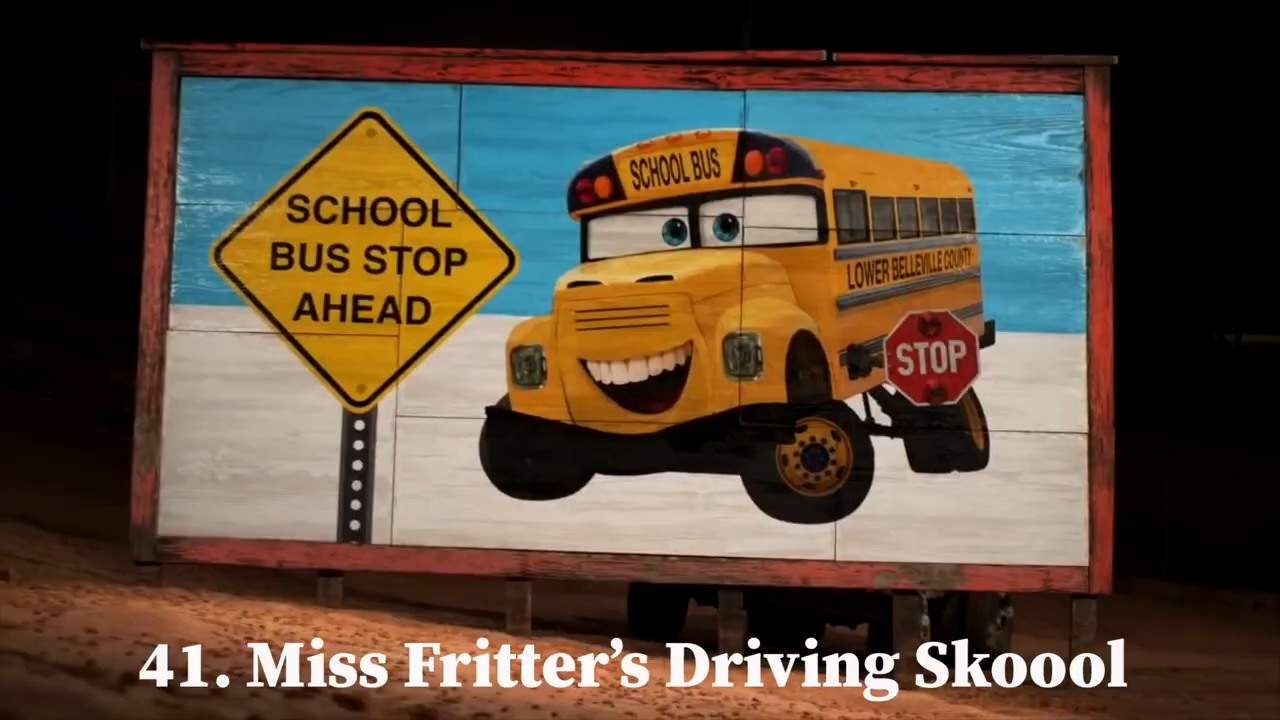 SCHOOL
BUS STOP
AHEAD
SCHOOL BUS
LOWER BELLEVILLE COUNTY
STOP
41. Miss Fritter’s Driving Skoool